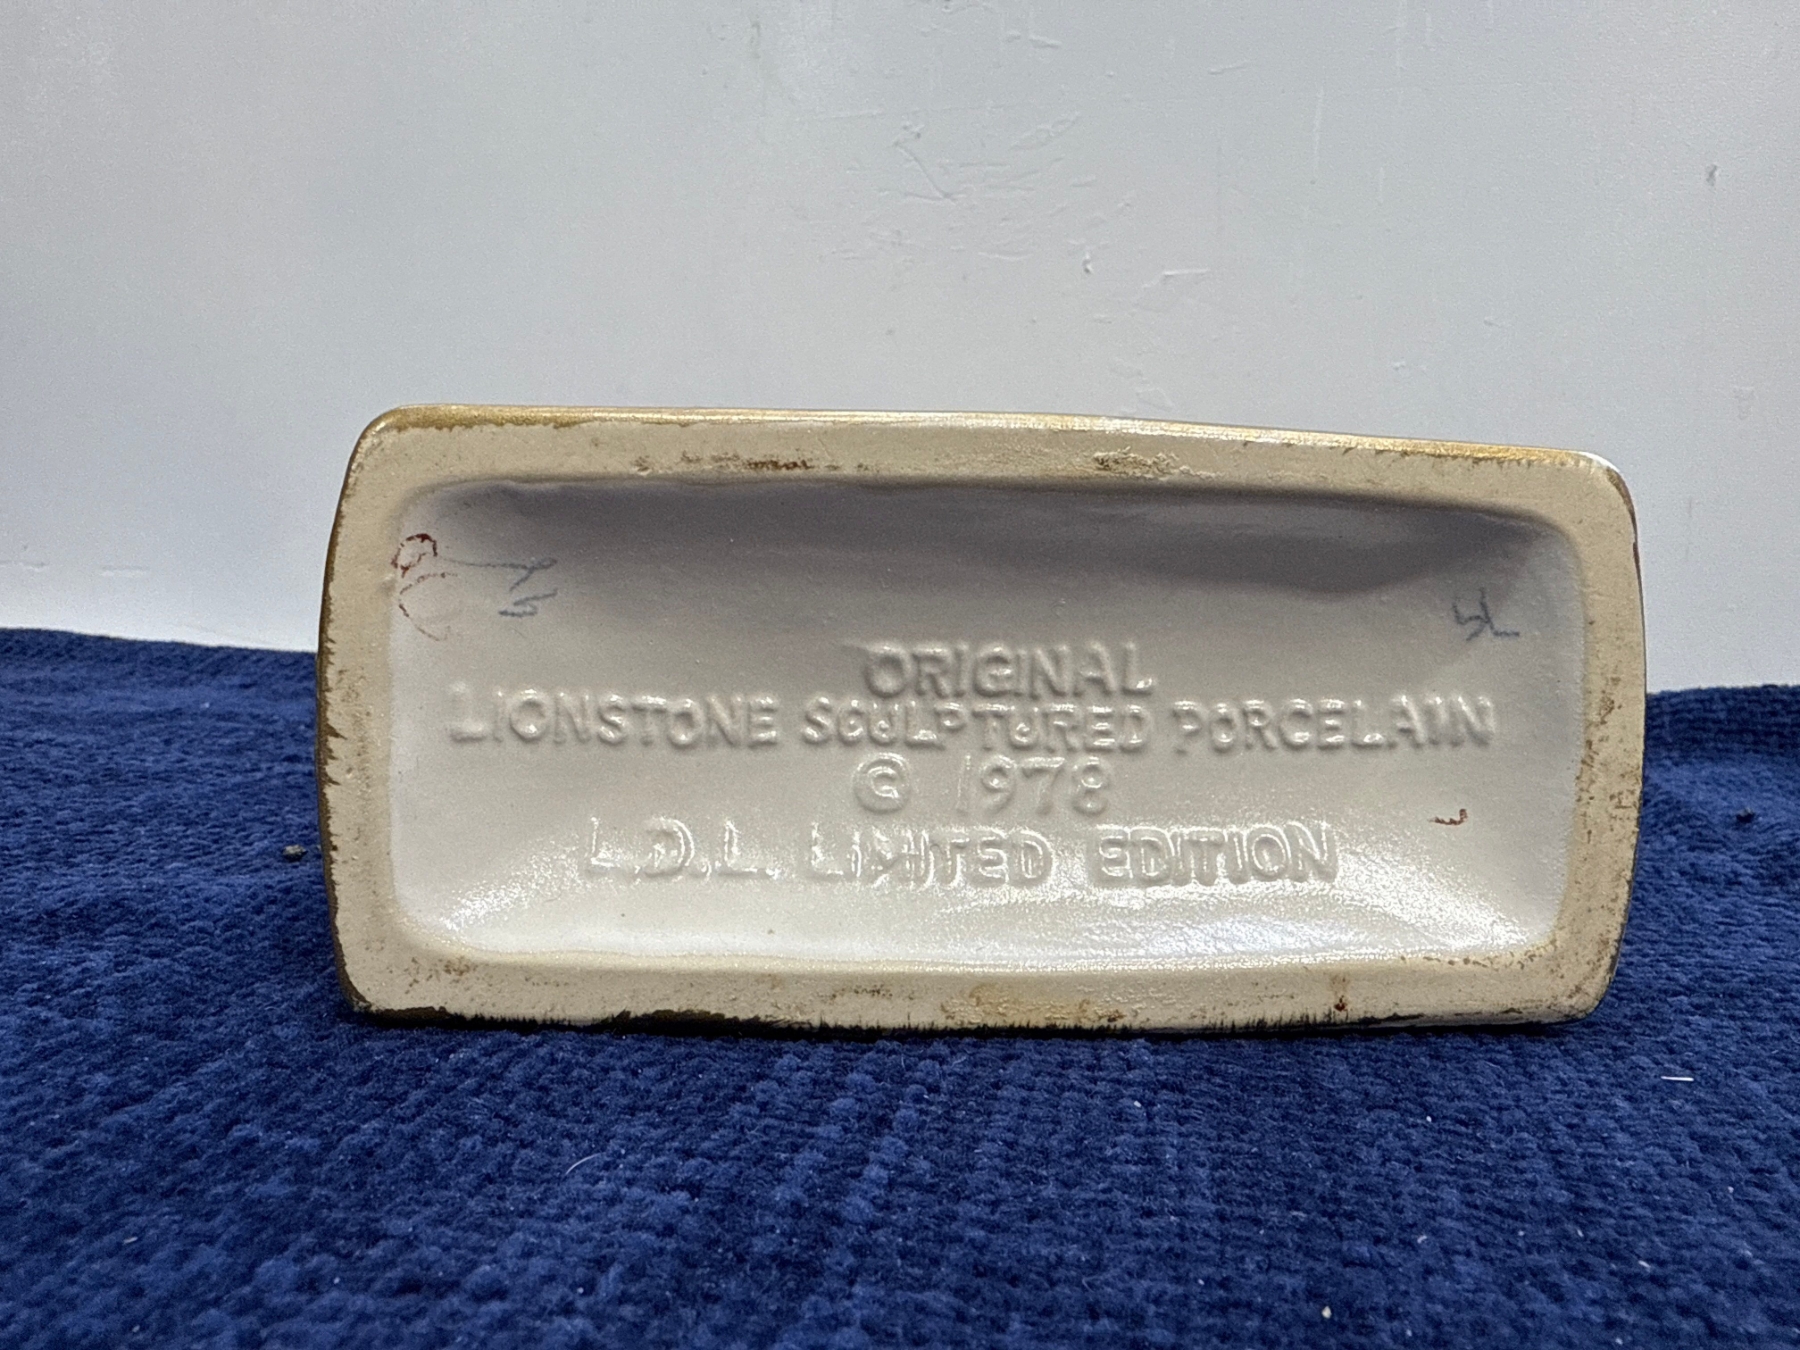 ORIGINAL
LIONSTONE SCULPTURED PORCELAIN
© 1978
L.D.L. LIMITED EDITION